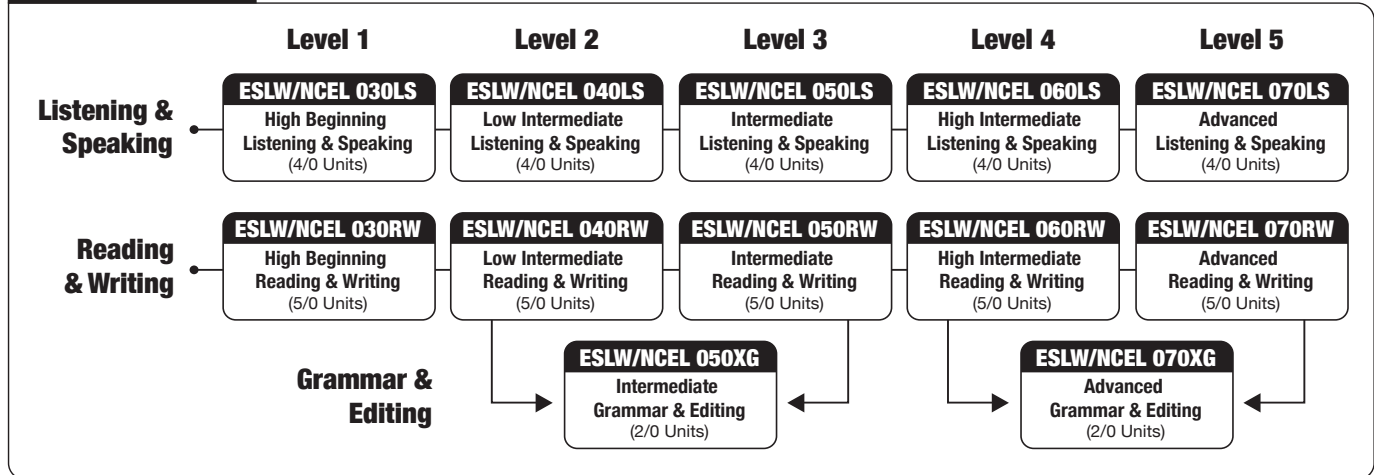 Level 1
Level 2
Level 3
Level 4
Level 5
Listening &
Speaking
ESLW/NCEL 030LS
High Beginning
Listening & Speaking
(4/0 Units)
ESLW/NCEL 040LS
Low Intermediate
Listening & Speaking
(4/0 Units)
ESLW/NCEL 050LS
Intermediate
Listening & Speaking
(4/0 Units)
ESLW/NCEL 060LS
High Intermediate
Listening & Speaking
(4/0 Units)
ESLW/NCEL 070LS
Advanced
Listening & Speaking
(4/0 Units)
Reading
& Writing
ESLW/NCEL 030RW
High Beginning
Reading & Writing
(5/0 Units)
ESLW/NCEL 040RW
Low Intermediate
Reading & Writing
(5/0 Units)
ESLW/NCEL 050RW
Intermediate
Reading & Writing
(5/0 Units)
ESLW/NCEL 060RW
High Intermediate
Reading & Writing
(5/0 Units)
ESLW/NCEL 070RW
Advanced
Reading & Writing
(5/0 Units)
Grammar &
Editing
ESLW/NCEL 050XG
Intermediate
Grammar & Editing
(2/0 Units)
ESLW/NCEL 070XG
Advanced
Grammar & Editing
(2/0 Units)